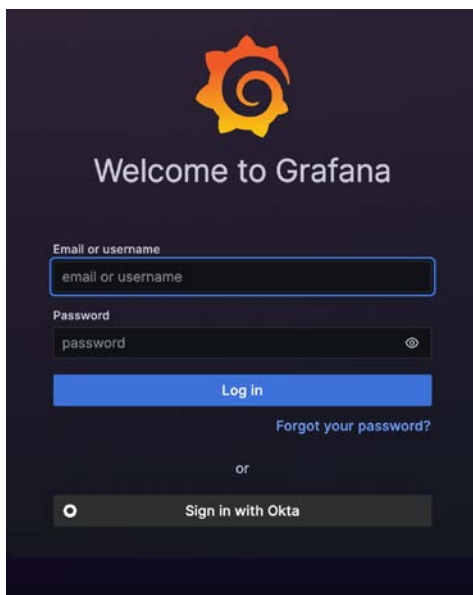 Welcome to Grafana
Email or username
email or username
Password
password
Log in
Forgot your password?
or
Sign in with Okta